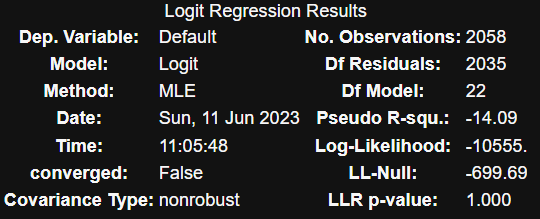 Logit Regression Results
Dep. Variable: Default No. Observations: 2058
Model: Logit Df Residuals: 2035
Method: MLE Df Model: 22
Date: Sun, 11 Jun 2023 Pseudo R-squ.: -14.09
Time: 11:05:48 Log-Likelihood: -10555.
converged: False LL-Null: -699.69
Covariance Type: nonrobust LLR p-value: 1.000